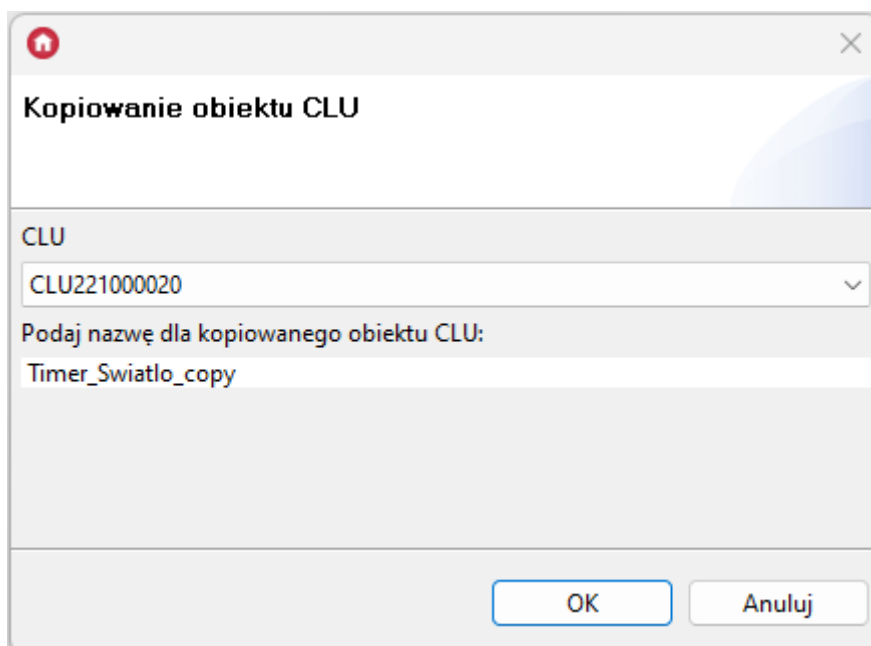 Kopiowanie obiektu CLU
CLU
CLU221000020
Podaj nazwę dla kopiowanego obiektu CLU:
Timer_Swiatlo_copy
OK
Anuluj